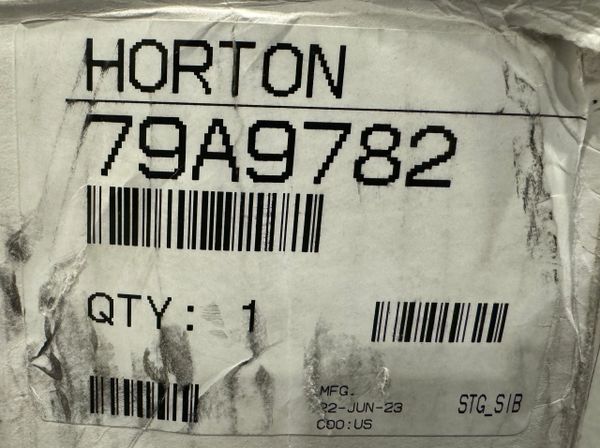 HORTON
79A9782
QTY: 1
MFG.
22-JUN-23
COO:US
STG_SIB